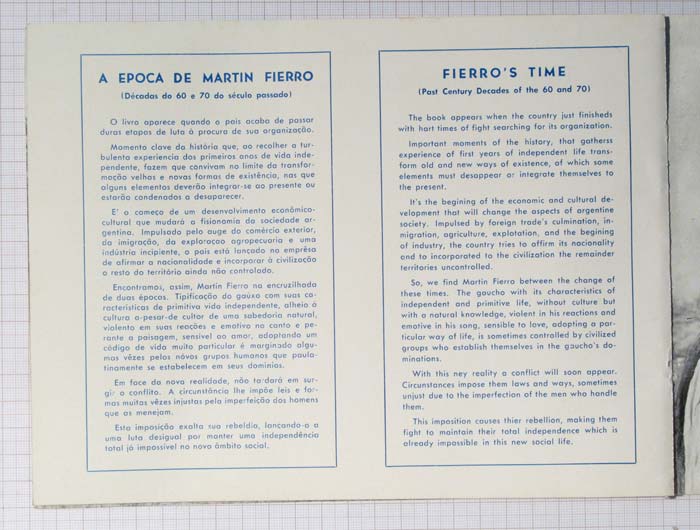 A EPOCA DE MARTIN FIERRO
(Décadas do 60 e 70 do século passado)
O livro aparece quando o país acaba de passar
duras etapas de luta à procura de sua organização.
Momento clave da história que, ao recolher a tur-
bulenta experiencia dos primeiros anos de vida inde-
pendente, fazem que convivam no limite da transfor-
mação velhas e novas formas de existência, nas que
alguns elementos deverão integrar-se ao presente ou
estarão condenados a desaparecer.
E' o começo de um desenvolvimento econômico-
cultural que mudará a fisionomia da sociedade ar-
gentina. Impulsado pelo auge do comércio exterior,
da imigração, da exploraçao agropecuaria e uma
indústria incipiente, o país está lançado na emprêsa
de afirmar a nacionalidade e incorporar à civilização
o resto do território ainda não controlado.
Encontramos, assim, Martin Fierro na encruzilhada
de duas épocas. Tipificação do gaúxo com suas ca-
racterísticas de primitiva vida independente, alheio à
cultura a-pesar-de cultor de uma sabedoria natural,
violento em suas reações e emotivo no canto e pe-
rante a paisagem, sensível ao amor, adoptando um
código de vida muito particular é marginado algu-
mas vêzes pelos nóvos grupos humanos que paula-
tinamente se estabelecem em seus domínios.
Em face da nova realidade, não tardará em sur-
gir o conflito. A circunstância lhe impõe leis e for-
mas muitas vêzes injustas pela imperfeição dos homens
que as menejam.
Esta imposição exalta sua rebeldia, lançando-o a
uma luta desigual por manter uma independência
total já impossível no novo âmbito social.
FIERRO'S TIME
(Past Century Decades of the 60 and 70)
The book appears when the country just finisheds
with hart times of fight searching for its organization.
Important moments of the history, that gatherss
experience of first years of independent life trans-
form old and new ways of existence, of which some
elements must desappear or integrate themselves to
the present.
It's the begining of the economic and cultural de-
velopment that will change the aspects of argentine
society. Impulsed by foreign trade's culmination, in-
migration, agriculture, explotation, and the begining
of industry, the country tries to affirm its nacionality
and to incorporated to the civilization the remainder
territories uncontrolled.
So, we find Martin Fierro between the change of
these times. The gaucho with its characteristics of
independent and primitive life, without culture but
with a natural knowledge, violent in his reactions and
emotive in his song, sensible to love, adopting a par-
ticular way of life, is sometimes controlled by civilized
groups who establish themselves in the gaucho's do-
minations.
With this ney reality a conflict will soon appear.
Circunstances impose them laws and ways, sometimes
unjust due to the imperfection of the men who handle
them.
This imposition causes thier rebellion, making them
fight to maintain their total independence which is
already impossible in this new social life.